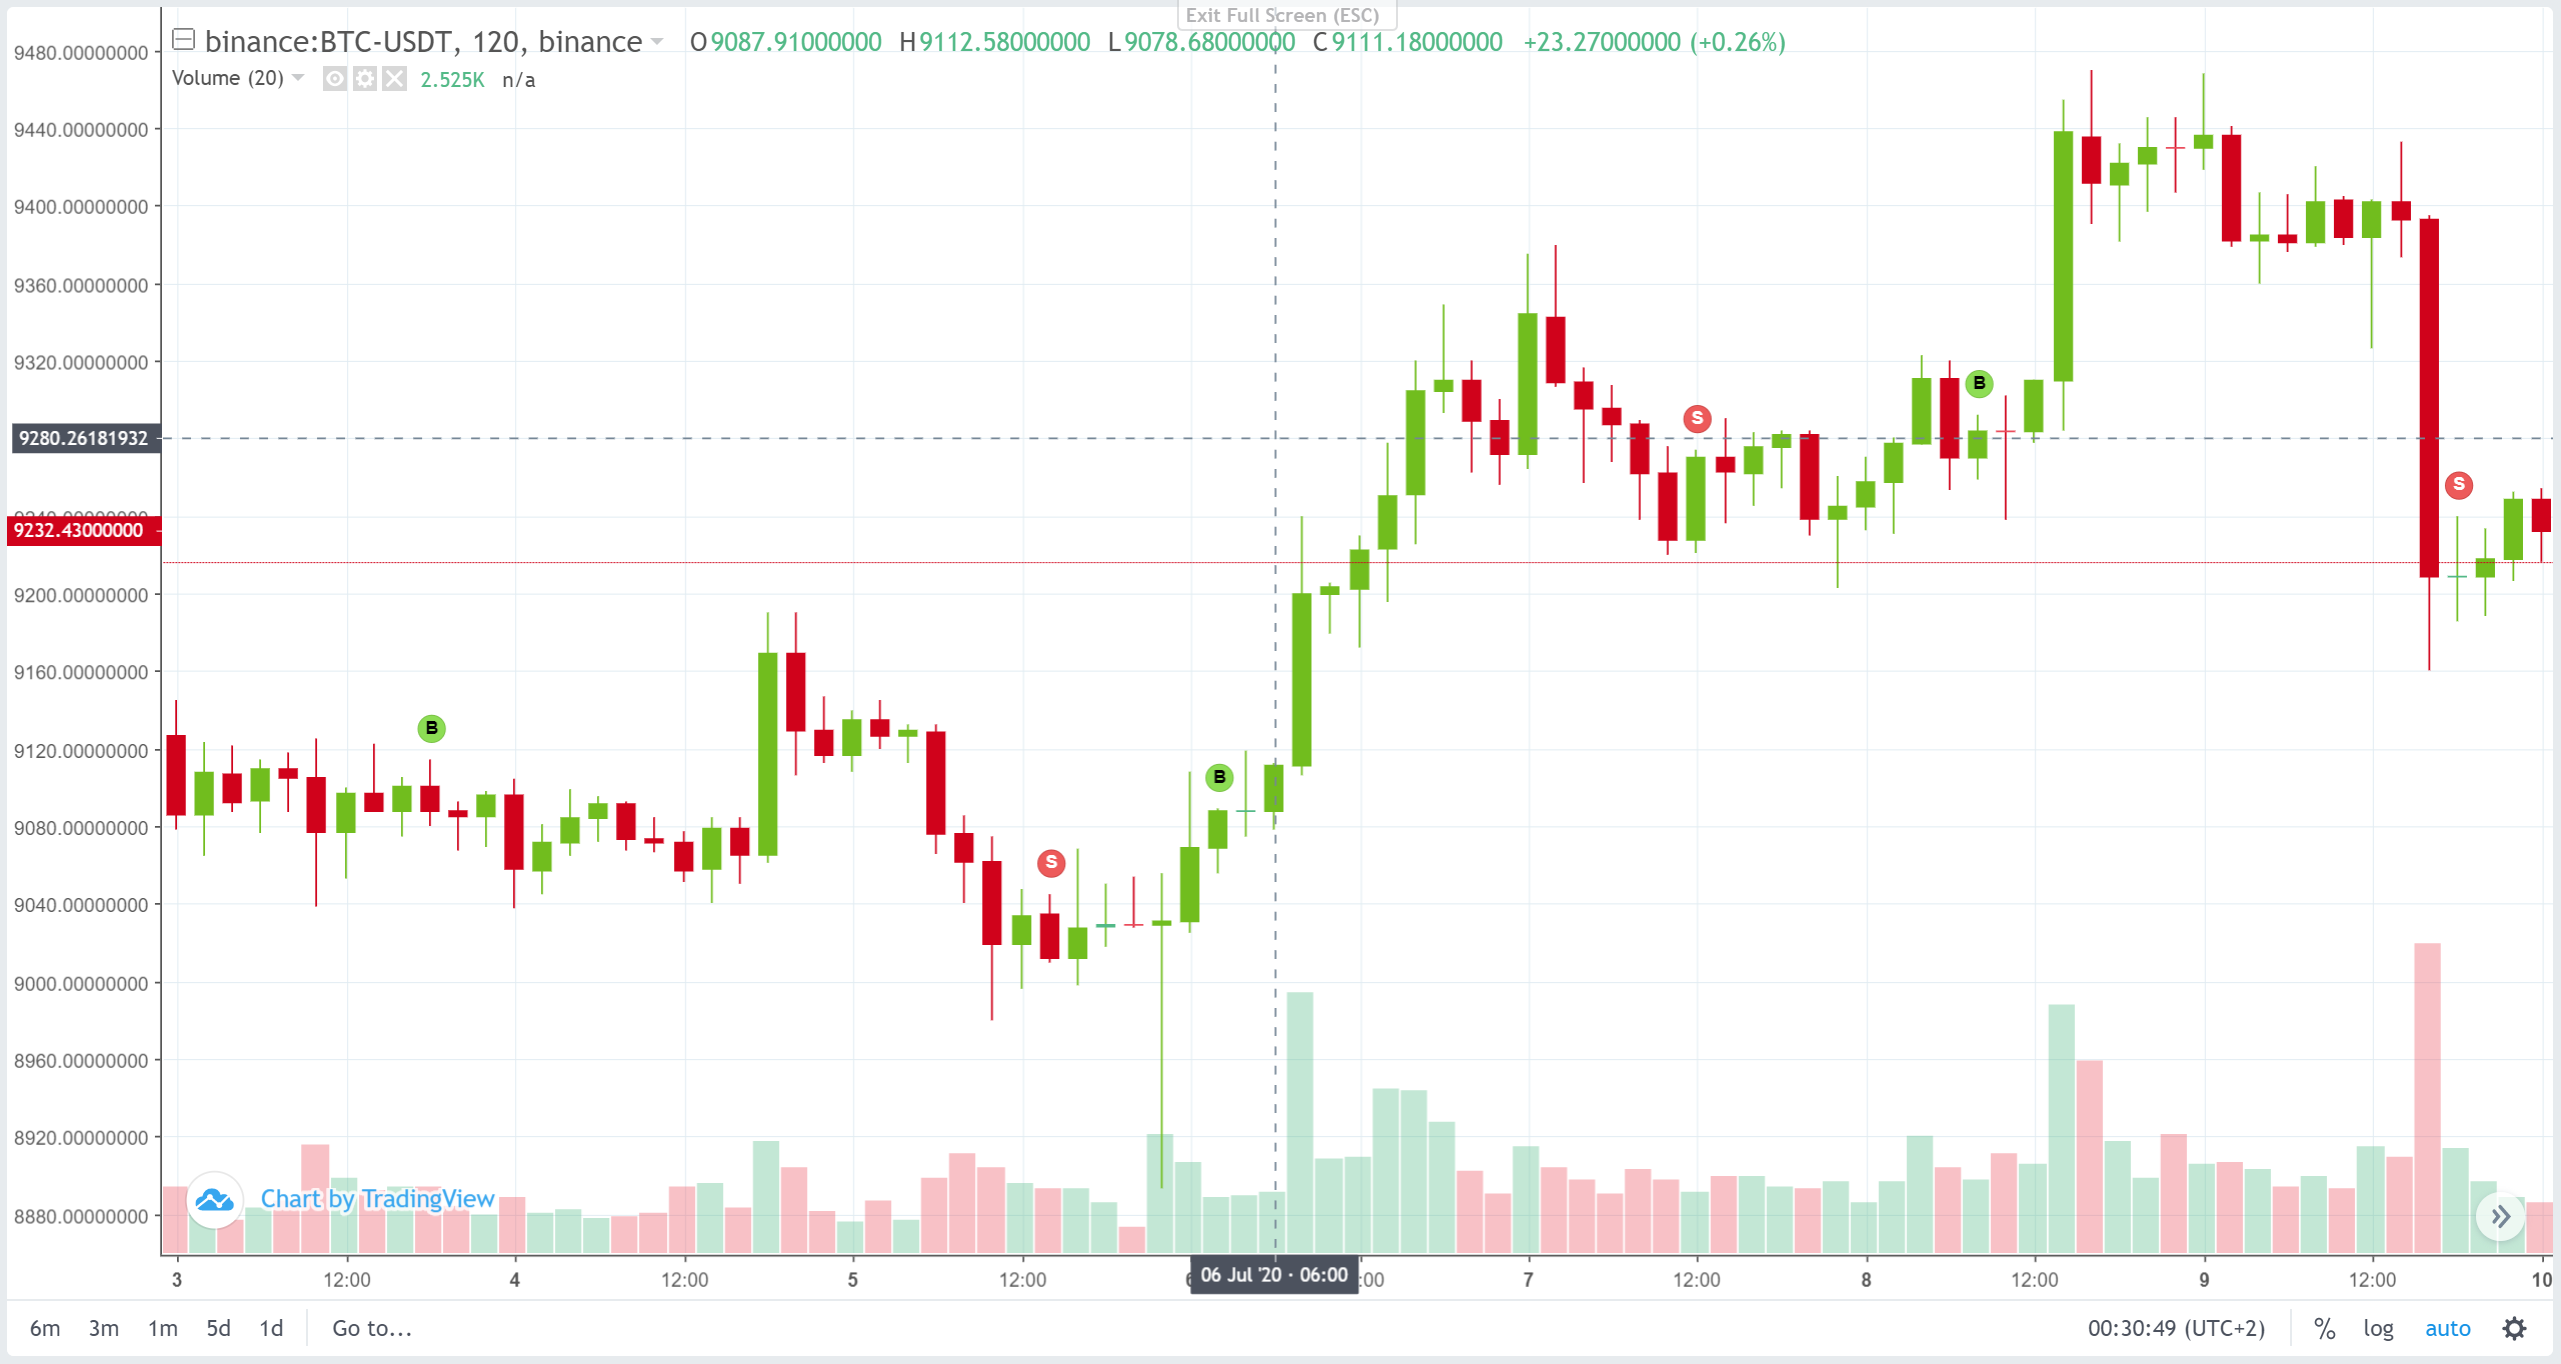 Exit Full Screen (ESC)
binance:BTC-USDT, 120, binance O9087.91000000 H9112.58000000 L9078.68000000 C9111.18000000 +23.27000000 (+0.26%)
Volume (20) 2.525K n/a
9480.00000000
9440.00000000
9400.00000000
9360.00000000
9320.00000000
9280.26181932
9240.00000000
9232.43000000
9200.00000000
9160.00000000
9120.00000000
9080.00000000
9040.00000000
9000.00000000
8960.00000000
8920.00000000
8880.00000000
B
S
B
S
B
S
Chart by TradingView
3 12:00 4 12:00 5 12:00 6 06 Jul '20 · 06:00 :00 7 12:00 8 12:00 9 12:00 10
6m 3m 1m 5d 1d Go to... 00:30:49 (UTC+2) % log auto